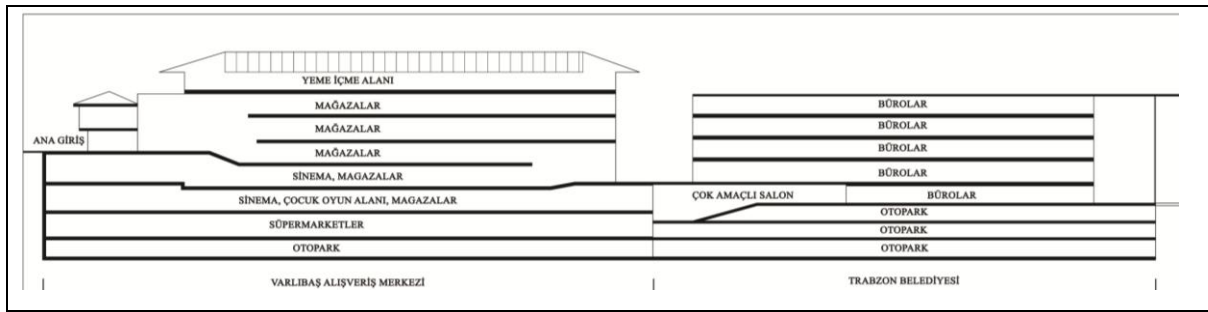 YEME İÇME ALANI
MAĞAZALAR
MAĞAZALAR
MAĞAZALAR
ANA GİRİŞ
SİNEMA, MAGAZALAR
SİNEMA, ÇOCUK OYUN ALANI, MAGAZALAR
SÜPERMARKETLER
OTOPARK
BÜROLAR
BÜROLAR
BÜROLAR
BÜROLAR
ÇOK AMAÇLI SALON
BÜROLAR
OTOPARK
OTOPARK
OTOPARK
VARLIBAŞ ALIŞVERİŞ MERKEZİ
TRABZON BELEDİYESİ